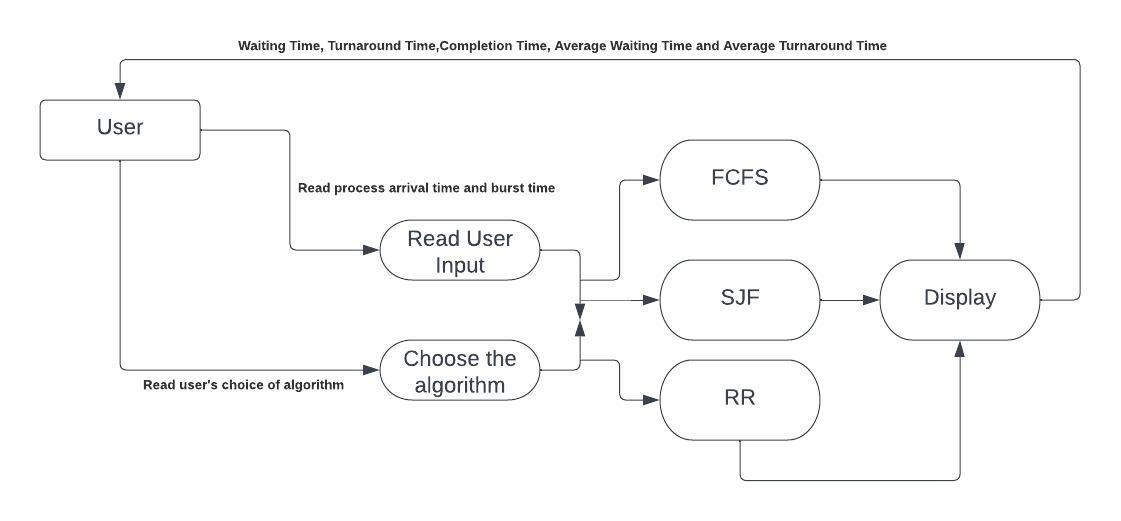 Waiting Time, Turnaround Time,Completion Time, Average Waiting Time and Average Turnaround Time
User
FCFS
Read process arrival time and burst time
Read User
Input
SJF
Display
Choose the
algorithm
Read user's choice of algorithm
RR